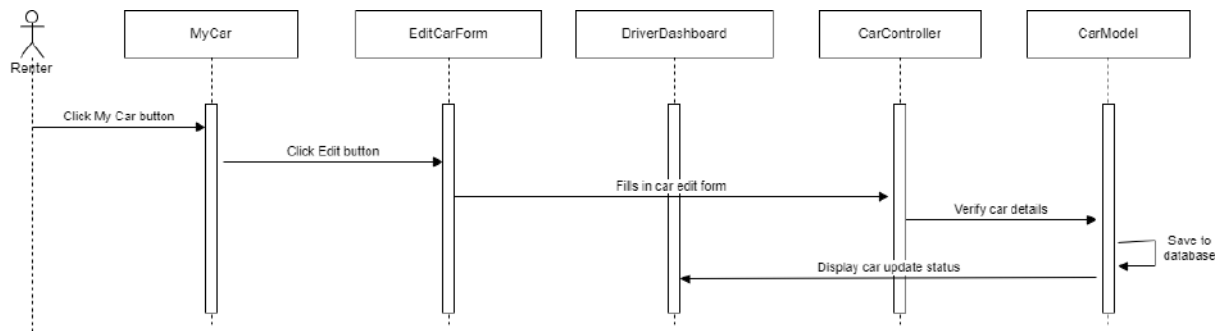 MyCar
EditCarForm
DriverDashboard
CarController
CarModel
Renter
Click My Car button
Click Edit button
Fills in car edit form
Verify car details
Save to
database
Display car update status